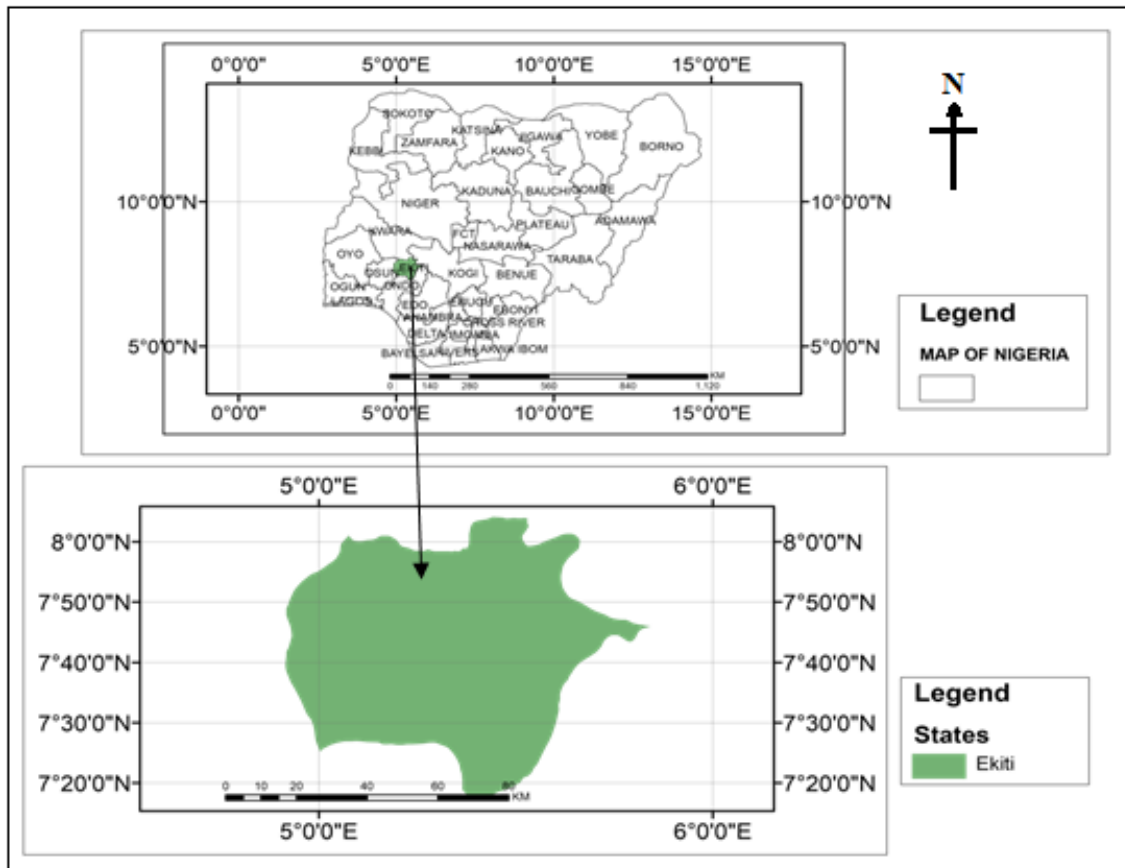 0°0'0"E 5°0'0"E 10°0'0"E 15°0'0"E
N
SOKOTO
KATSINA
ZAMFARA
JIGAWA
YOBE
BORNO
KEBBI
KANO
KADUNA
BAUCHI
GOMBE
10°0'0"N 10°0'0"N
NIGER
PLATEAU
ADAMAWA
KWARA
FCT
NASARAWA
OYO
TARABA
EKITI
KOGI
BENUE
OSUN
OGUN
ONDO
LAGOS
EDO
ENUGU
EBONYI
ANAMBRA
CROSS RIVER
DELTA
IMO
5°0'0"N 5°0'0"N
BAYELSA
RIVERS
AKWA IBOM
KM
0 140 280 560 840 1,120
0°0'0"E 5°0'0"E 10°0'0"E 15°0'0"E
Legend
MAP OF NIGERIA
5°0'0"E 6°0'0"E
8°0'0"N 8°0'0"N
7°50'0"N 7°50'0"N
7°40'0"N 7°40'0"N
7°30'0"N 7°30'0"N
7°20'0"N 7°20'0"N
0 10 20 40 60 80
KM
5°0'0"E 6°0'0"E
Legend
States
Ekiti